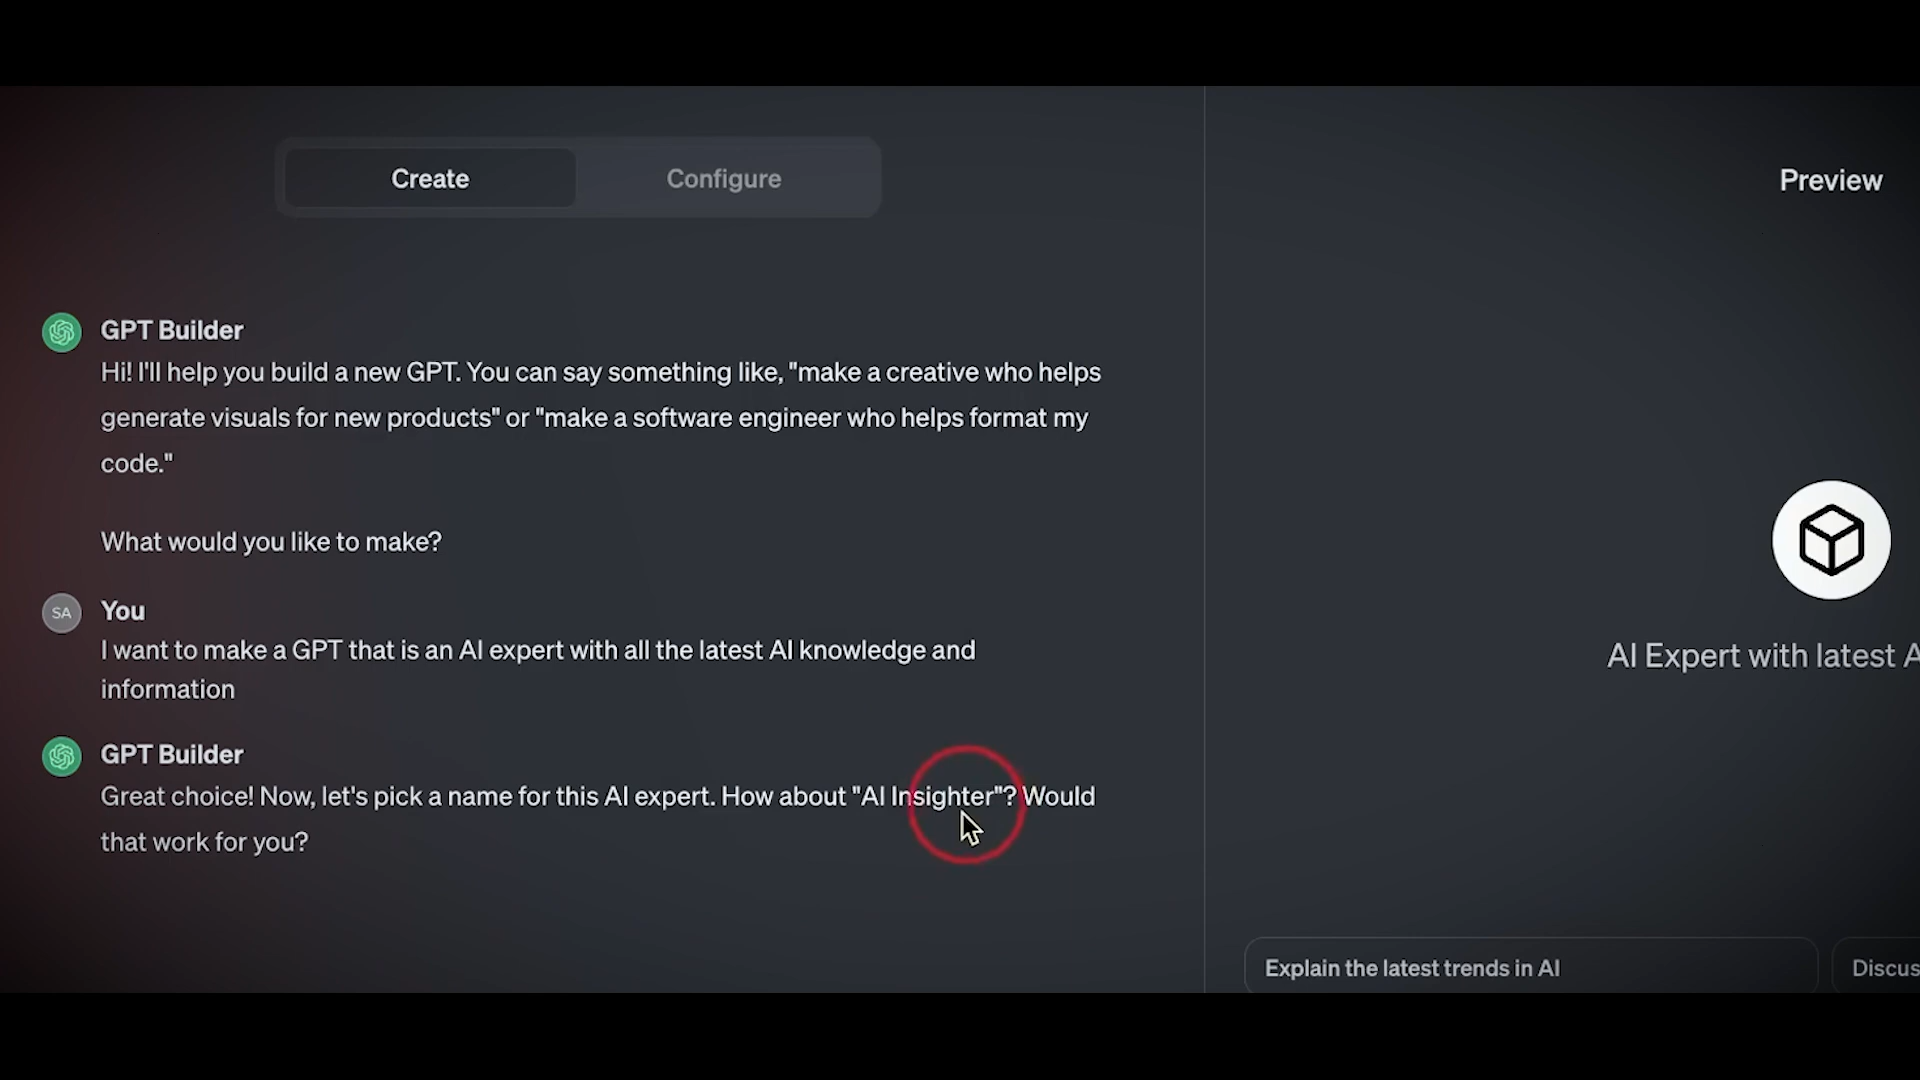 Create
Configure
Preview
GPT Builder
Hi! I'll help you build a new GPT. You can say something like, "make a creative who helps
generate visuals for new products" or "make a software engineer who helps format my
code."
What would you like to make?
SA
You
I want to make a GPT that is an AI expert with all the latest AI knowledge and
information
GPT Builder
Great choice! Now, let's pick a name for this AI expert. How about "AI Insighter"? Would
that work for you?
AI Expert with latest A
Explain the latest trends in AI
Discus